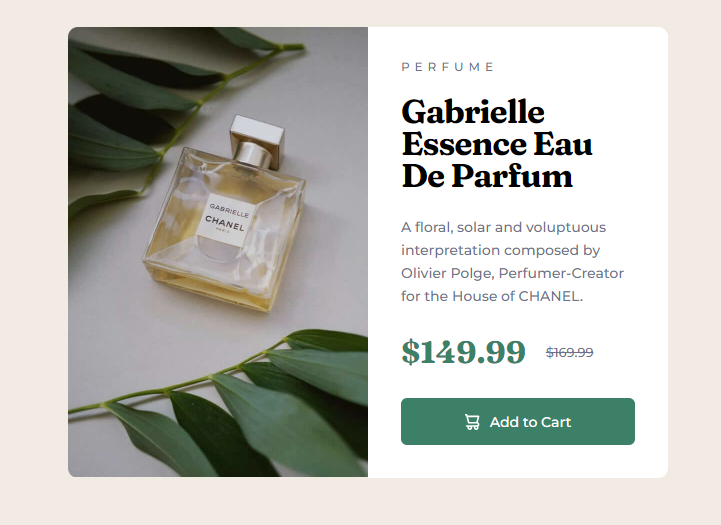 PERFUME
Gabrielle
Essence Eau
De Parfum
A floral, solar and voluptuous
interpretation composed by
Olivier Polge, Perfumer-Creator
for the House of CHANEL.
$149.99 $169.99
Add to Cart
GABRIELLE
CHANEL
PARIS